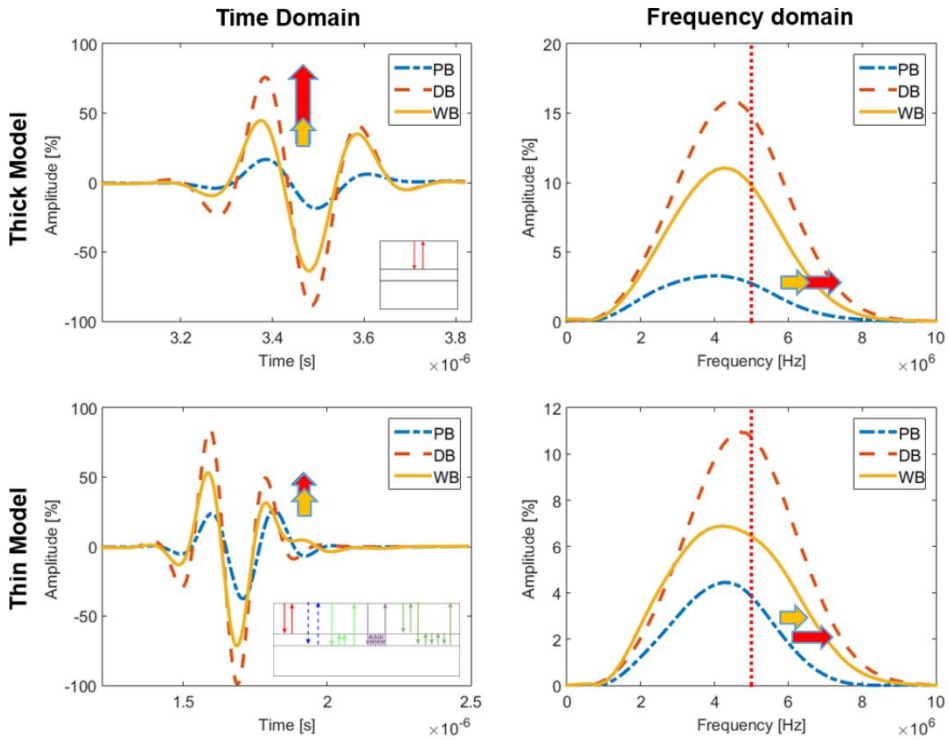 Time Domain
Frequency domain
Thick Model
100
50
0
-50
-100
Amplitude [%]
3.2
3.4
3.6
3.8
Time [s]
×10⁻⁶
PB
DB
WB
20
15
10
5
0
Amplitude [%]
0
2
4
6
8
10
Frequency [Hz]
×10⁶
PB
DB
WB
Thin Model
100
50
0
-50
-100
Amplitude [%]
1.5
2
2.5
Time [s]
×10⁻⁶
PB
DB
WB
12
10
8
6
4
2
0
Amplitude [%]
0
2
4
6
8
10
Frequency [Hz]
×10⁶
PB
DB
WB